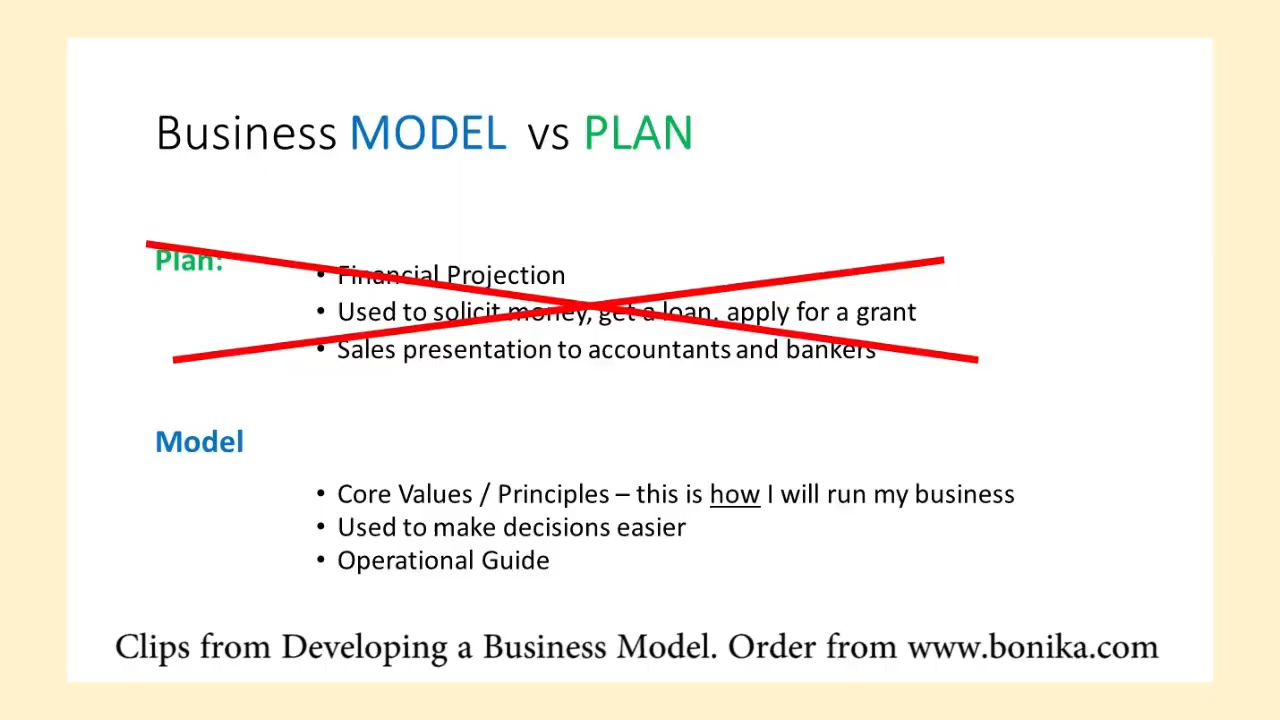 Business MODEL vs PLAN
Plan:
• Financial Projection
• Used to solicit money, get a loan, apply for a grant
• Sales presentation to accountants and bankers
Model
• Core Values / Principles – this is how I will run my business
• Used to make decisions easier
• Operational Guide
Clips from Developing a Business Model. Order from www.bonika.com